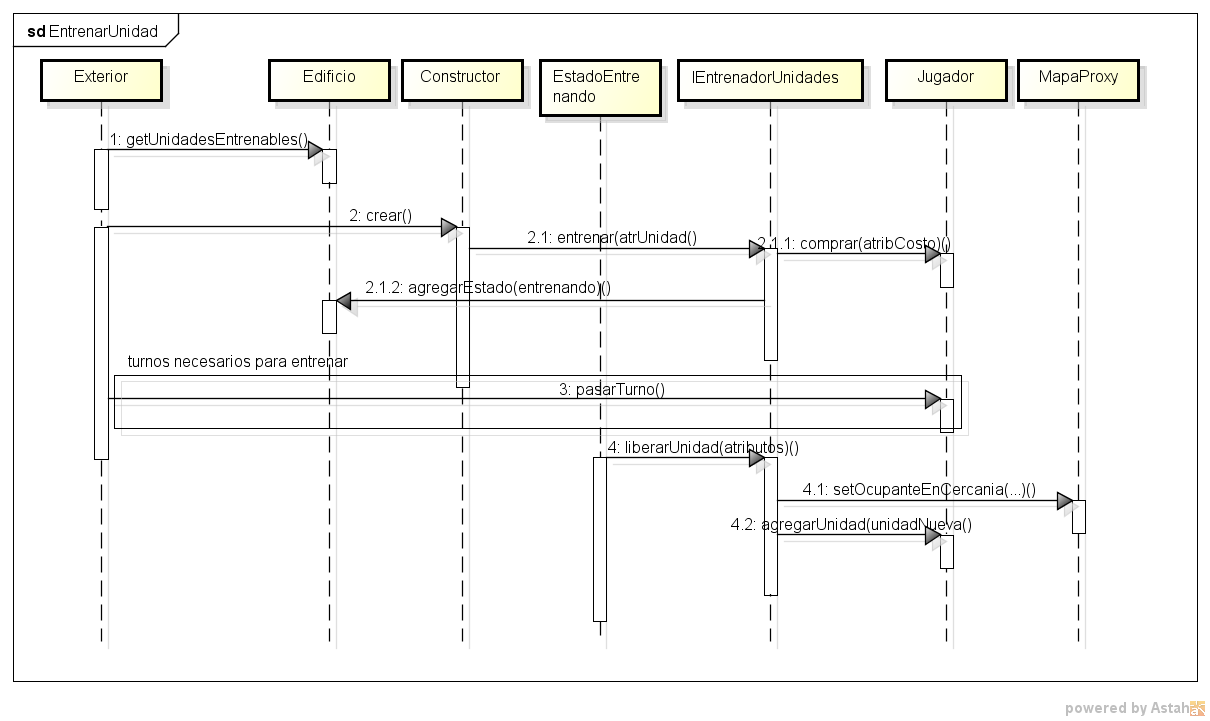 sd EntrenarUnidad
Exterior
Edificio
Constructor
EstadoEntre
nando
IEntrenadorUnidades
Jugador
MapaProxy
1: getUnidadesEntrenables()
2: crear()
2.1: entrenar(atrUnidad()
2.1.1: comprar(atribCosto)()
2.1.2: agregarEstado(entrenando)()
turnos necesarios para entrenar
3: pasarTurno()
4: liberarUnidad(atributos)()
4.1: setOcupanteEnCercania(...)()
4.2: agregarUnidad(unidadNueva()
powered by Astah